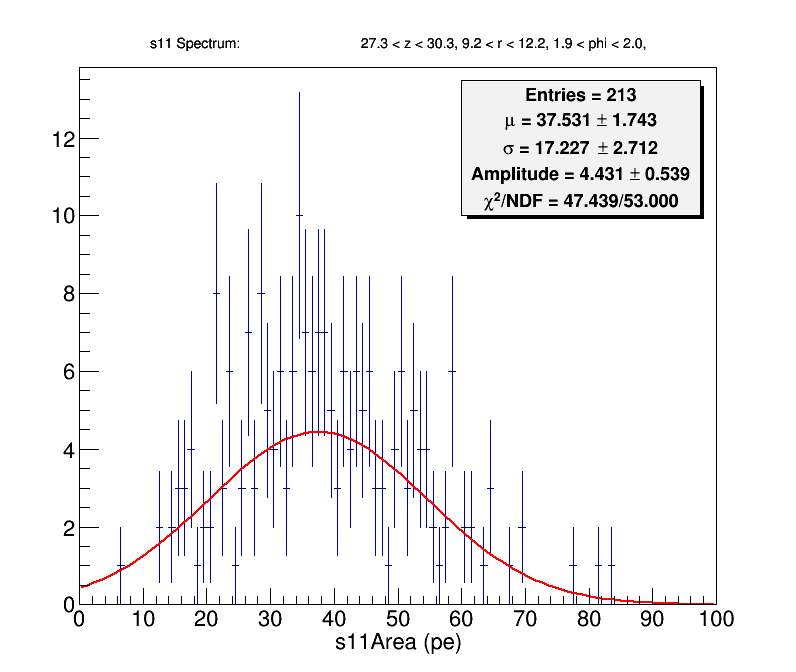 s11 Spectrum: 27.3 < z < 30.3, 9.2 < r < 12.2, 1.9 < phi < 2.0,
Entries = 213
μ = 37.531 ± 1.743
σ = 17.227 ± 2.712
Amplitude = 4.431 ± 0.539
χ²/NDF = 47.439/53.000
12
10
8
6
4
2
0
0 10 20 30 40 50 60 70 80 90 100
s11Area (pe)